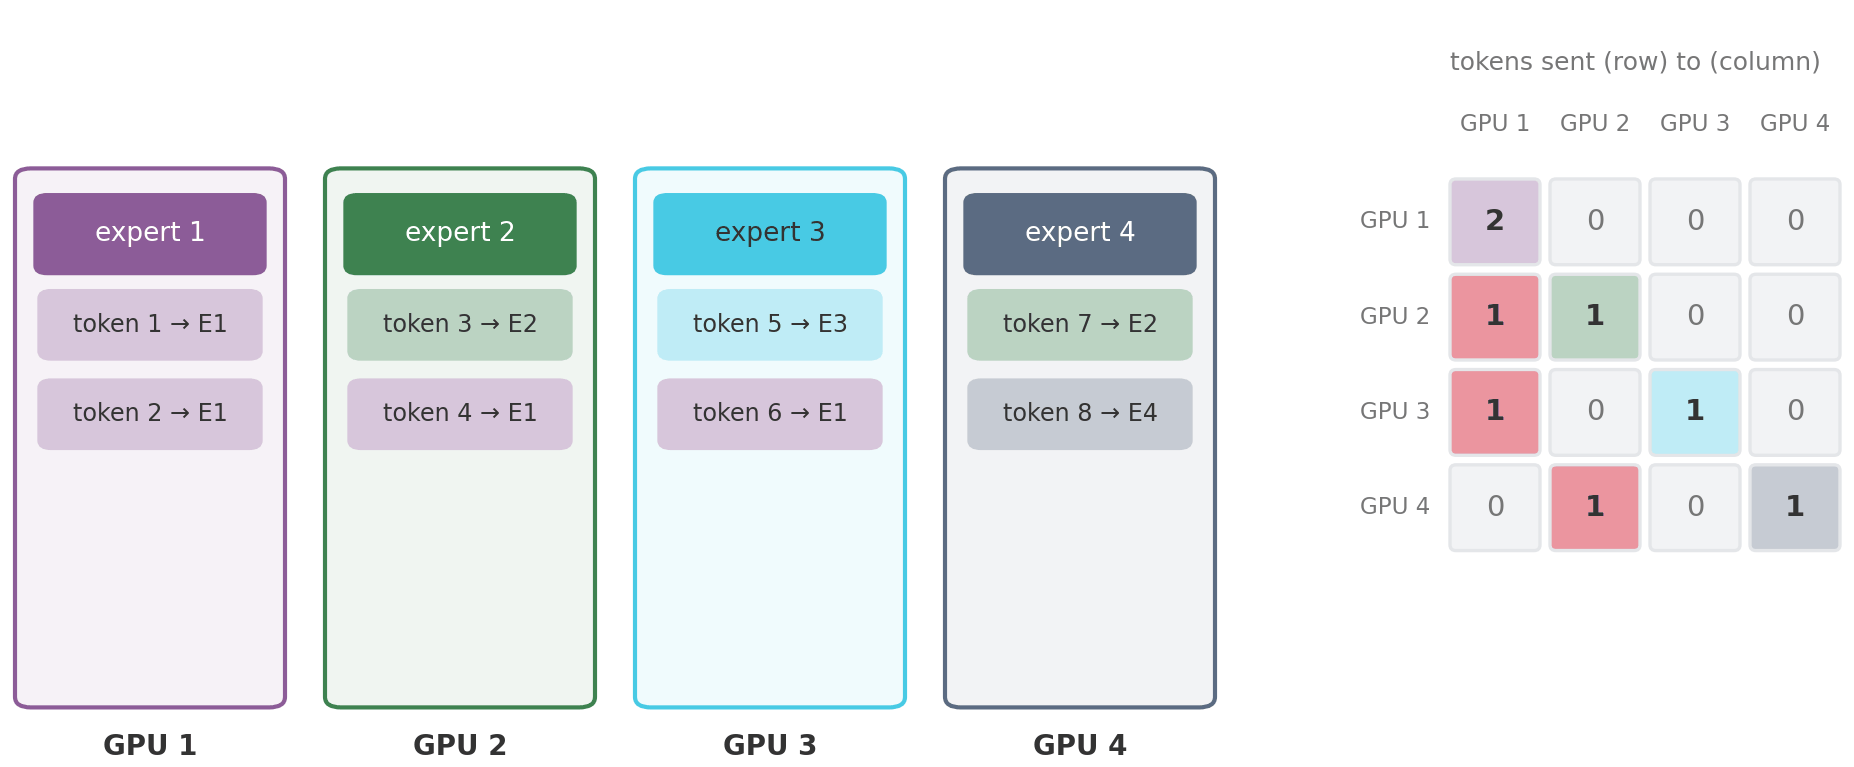 expert 1
token 1 → E1
token 2 → E1
GPU 1
expert 2
token 3 → E2
token 4 → E1
GPU 2
expert 3
token 5 → E3
token 6 → E1
GPU 3
expert 4
token 7 → E2
token 8 → E4
GPU 4
tokens sent (row) to (column)
GPU 1 GPU 2 GPU 3 GPU 4
GPU 1 2 0 0 0
GPU 2 1 1 0 0
GPU 3 1 0 1 0
GPU 4 0 1 0 1